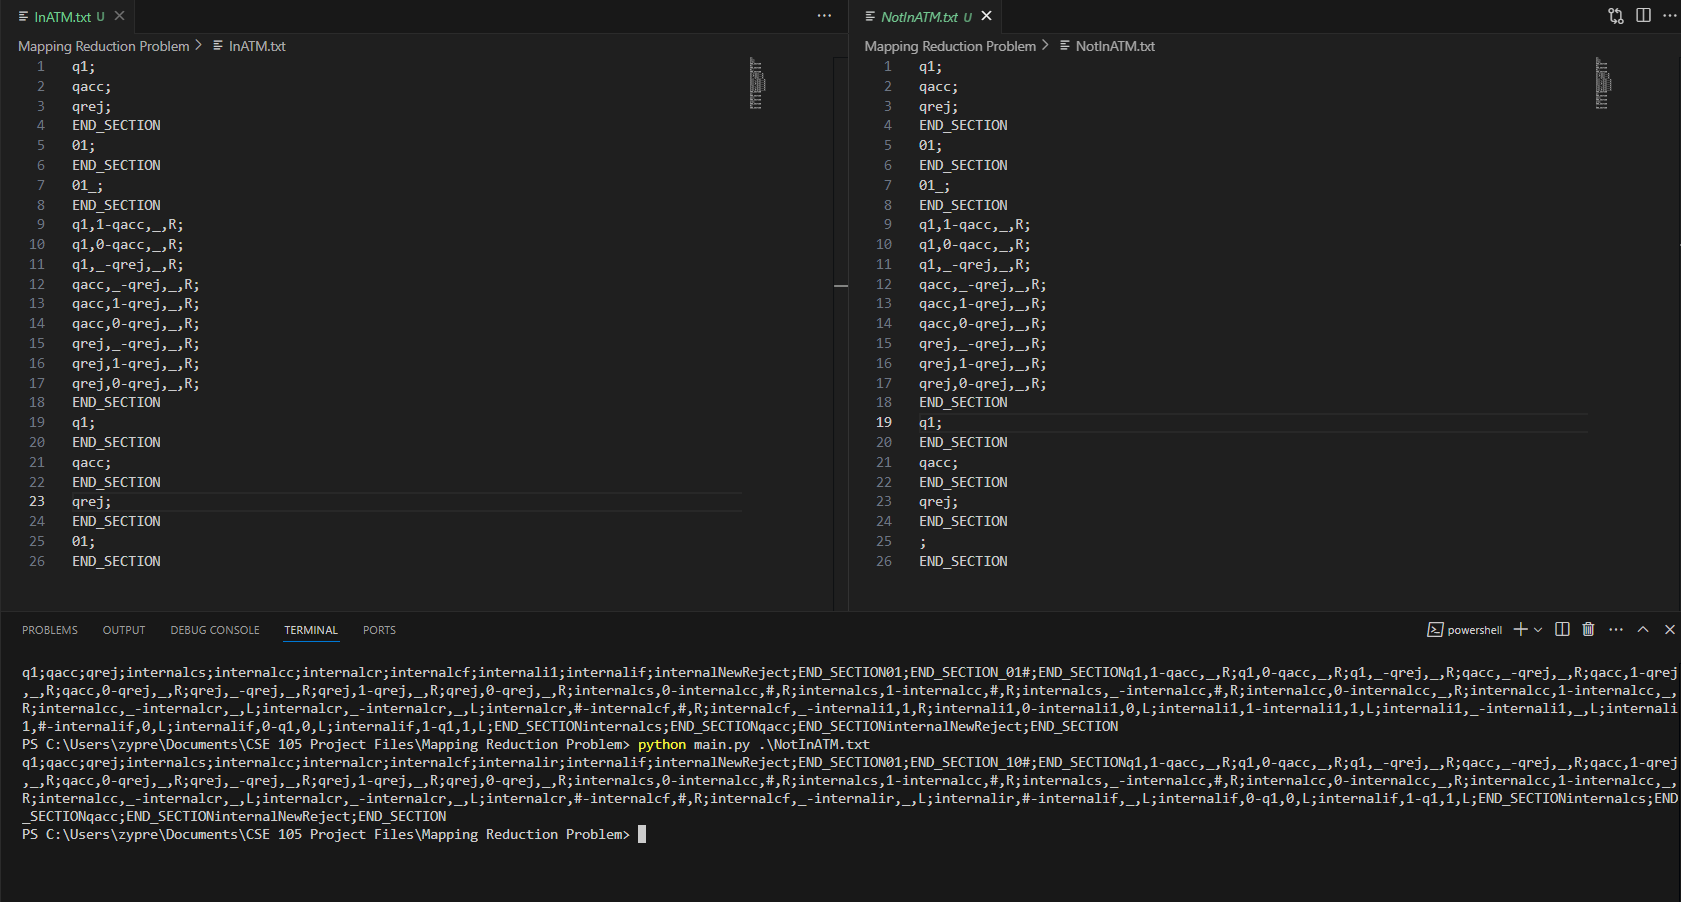 InATM.txt U
Mapping Reduction Problem > InATM.txt
1 q1;
2 qacc;
3 qrej;
4 END_SECTION
5 01;
6 END_SECTION
7 01_;
8 END_SECTION
9 q1,1-qacc,_,R;
10 q1,0-qacc,_,R;
11 q1,_-qrej,_,R;
12 qacc,_-qrej,_,R;
13 qacc,1-qrej,_,R;
14 qacc,0-qrej,_,R;
15 qrej,_-qrej,_,R;
16 qrej,1-qrej,_,R;
17 qrej,0-qrej,_,R;
18 END_SECTION
19 q1;
20 END_SECTION
21 qacc;
22 END_SECTION
23 qrej;
24 END_SECTION
25 01;
26 END_SECTION
NotInATM.txt U
Mapping Reduction Problem > NotInATM.txt
1 q1;
2 qacc;
3 qrej;
4 END_SECTION
5 01;
6 END_SECTION
7 01_;
8 END_SECTION
9 q1,1-qacc,_,R;
10 q1,0-qacc,_,R;
11 q1,_-qrej,_,R;
12 qacc,_-qrej,_,R;
13 qacc,1-qrej,_,R;
14 qacc,0-qrej,_,R;
15 qrej,_-qrej,_,R;
16 qrej,1-qrej,_,R;
17 qrej,0-qrej,_,R;
18 END_SECTION
19 q1;
20 END_SECTION
21 qacc;
22 END_SECTION
23 qrej;
24 END_SECTION
25 ;
26 END_SECTION
PROBLEMS OUTPUT DEBUG CONSOLE TERMINAL PORTS
powershell
q1;qacc;qrej;internalcs;internalcc;internalcr;internalcf;internali1;internalif;internalNewReject;END_SECTION01;END_SECTION_01#;END_SECTIONq1,1-qacc,_,R;q1,0-qacc,_,R;q1,_-qrej,_,R;qacc,_-qrej,_,R;qacc,1-qrej
,_,R;qacc,0-qrej,_,R;qrej,_-qrej,_,R;qrej,1-qrej,_,R;qrej,0-qrej,_,R;internalcs,0-internalcc,#,R;internalcs,1-internalcc,#,R;internalcs,_-internalcc,#,R;internalcc,0-internalcc,_,R;internalcc,1-internalcc,_,
R;internalcc,_-internalcr,_,L;internalcr,_-internalcr,_,L;internalcr,#-internalcf,#,R;internalcf,_-internali1,1,R;internali1,0-internali1,0,L;internali1,1-internali1,1,L;internali1,_-internali1,_,L;internali
1,#-internalif,0,L;internalif,0-q1,0,L;internalif,1-q1,1,L;END_SECTIONinternalcs;END_SECTIONqacc;END_SECTIONinternalNewReject;END_SECTION
PS C:\Users\zypre\Documents\CSE 105 Project Files\Mapping Reduction Problem> python main.py .\NotInATM.txt
q1;qacc;qrej;internalcs;internalcc;internalcr;internalcf;internalir;internalif;internalNewReject;END_SECTION01;END_SECTION_10#;END_SECTIONq1,1-qacc,_,R;q1,0-qacc,_,R;q1,_-qrej,_,R;qacc,_-qrej,_,R;qacc,1-qrej
,_,R;qacc,0-qrej,_,R;qrej,_-qrej,_,R;qrej,1-qrej,_,R;qrej,0-qrej,_,R;internalcs,0-internalcc,#,R;internalcs,1-internalcc,#,R;internalcs,_-internalcc,#,R;internalcc,0-internalcc,_,R;internalcc,1-internalcc,_,
R;internalcc,_-internalcr,_,L;internalcr,_-internalcr,_,L;internalcr,#-internalcf,#,R;internalcf,_-internalir,_,L;internalir,#-internalif,_,L;internalif,0-q1,0,L;internalif,1-q1,1,L;END_SECTIONinternalcs;END
_SECTIONqacc;END_SECTIONinternalNewReject;END_SECTION
PS C:\Users\zypre\Documents\CSE 105 Project Files\Mapping Reduction Problem>